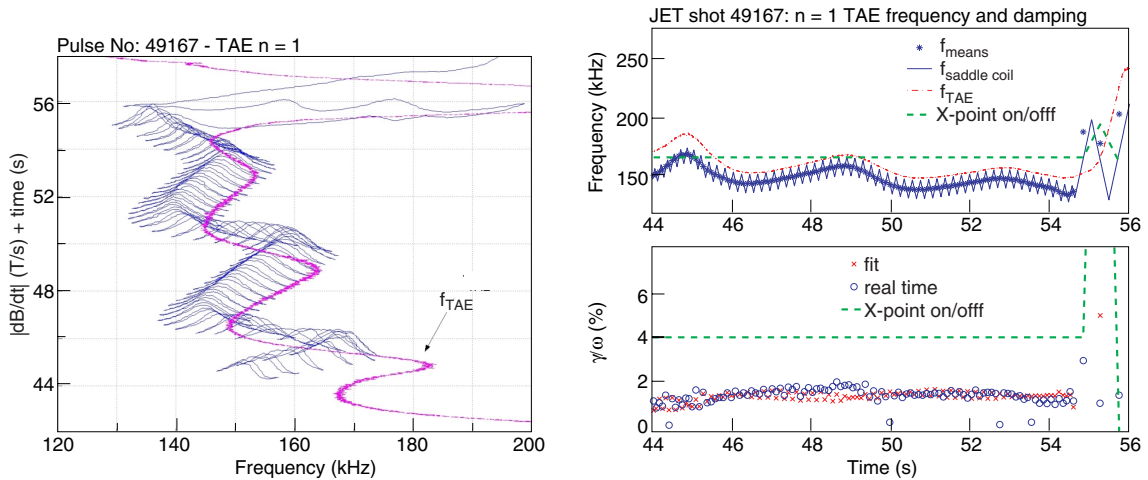 Pulse No: 49167 - TAE n = 1
|dB/dt| (T/s) + time (s)
56
52
48
44
f_TAE
120
140
160
180
200
Frequency (kHz)
JET shot 49167: n = 1 TAE frequency and damping
Frequency (kHz)
250
200
150
f_means
f_saddle coil
f_TAE
X-point on/offf
44
46
48
50
52
54
56
γ/ω (%)
6
4
2
0
fit
real time
X-point on/offf
44
46
48
50
52
54
56
Time (s)